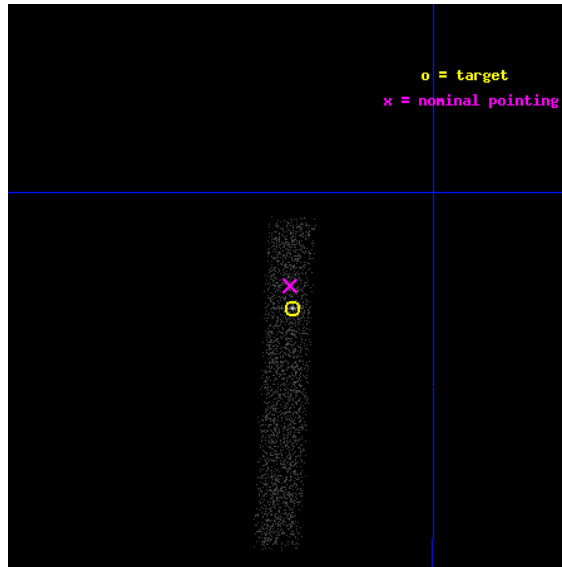 o = target
x = nominal pointing